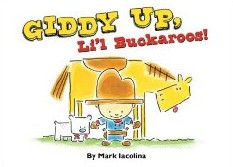 GIDDY UP,
Li'l Buckaroos!
By Mark Iacolina